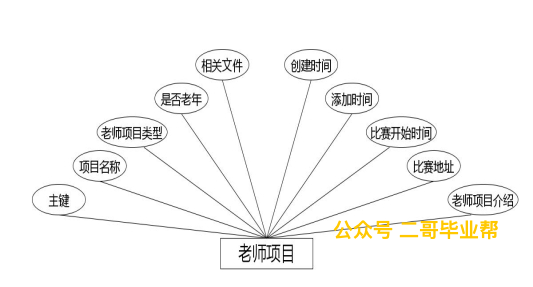 相关文件
创建时间
是否老年
添加时间
老师项目类型
比赛开始时间
项目名称
比赛地址
主键
老师项目介绍
公众号 二哥毕业帮
老师项目